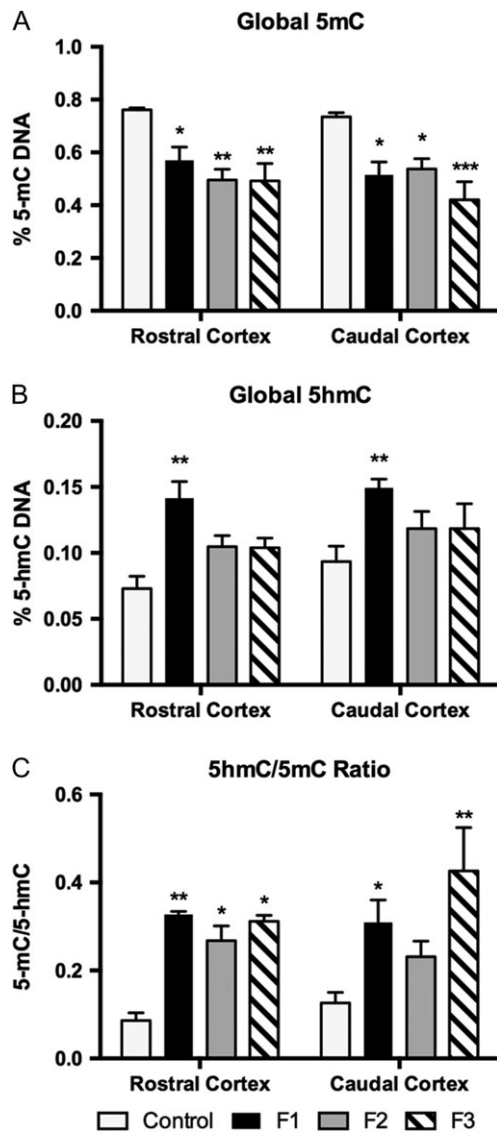 A
Global 5mC
% 5-mC DNA
1.0
0.8
0.6
0.4
0.2
0.0
*
**
**
*
*
***
Rostral Cortex
Caudal Cortex
B
Global 5hmC
% 5-hmC DNA
0.20
0.15
0.10
0.05
0.00
**
**
Rostral Cortex
Caudal Cortex
C
5hmC/5mC Ratio
5-mC/5-hmC
0.6
0.4
0.2
0.0
**
*
*
*
**
Rostral Cortex
Caudal Cortex
Control F1 F2 F3